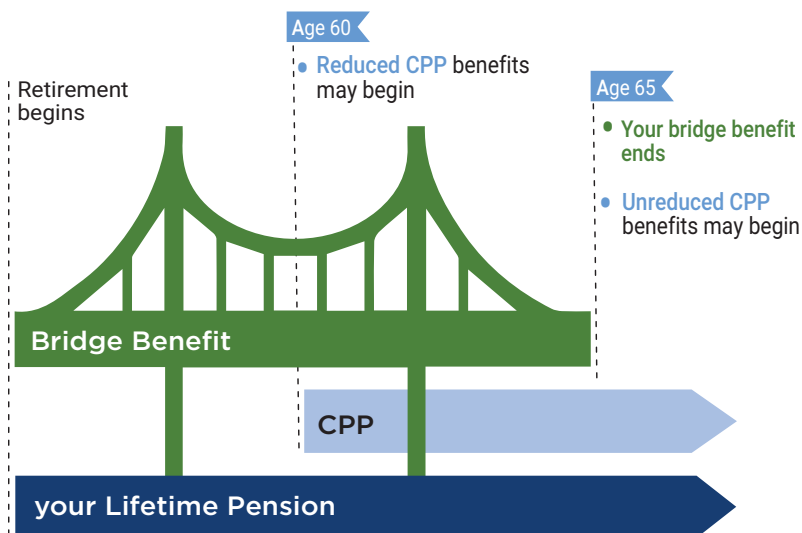 Age 60
Reduced CPP benefits
may begin
Retirement
begins
Age 65
Your bridge benefit
ends
Unreduced CPP
benefits may begin
Bridge Benefit
CPP
your Lifetime Pension